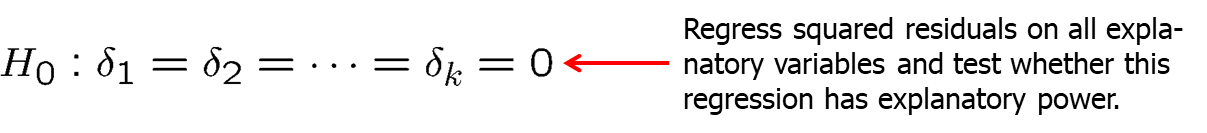 H₀ : δ₁ = δ₂ = ⋯ = δₖ = 0
Regress squared residuals on all expla-
natory variables and test whether this
regression has explanatory power.